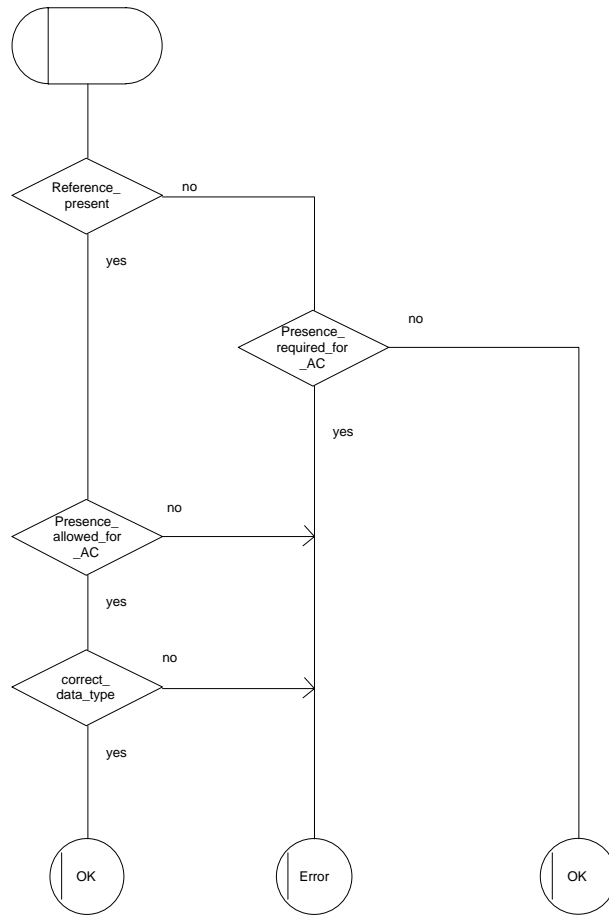 Reference_
present
no
yes
Presence_
required_for
_AC
no
yes
Presence_
allowed_for
_AC
no
yes
correct_
data_type
no
yes
OK
Error
OK